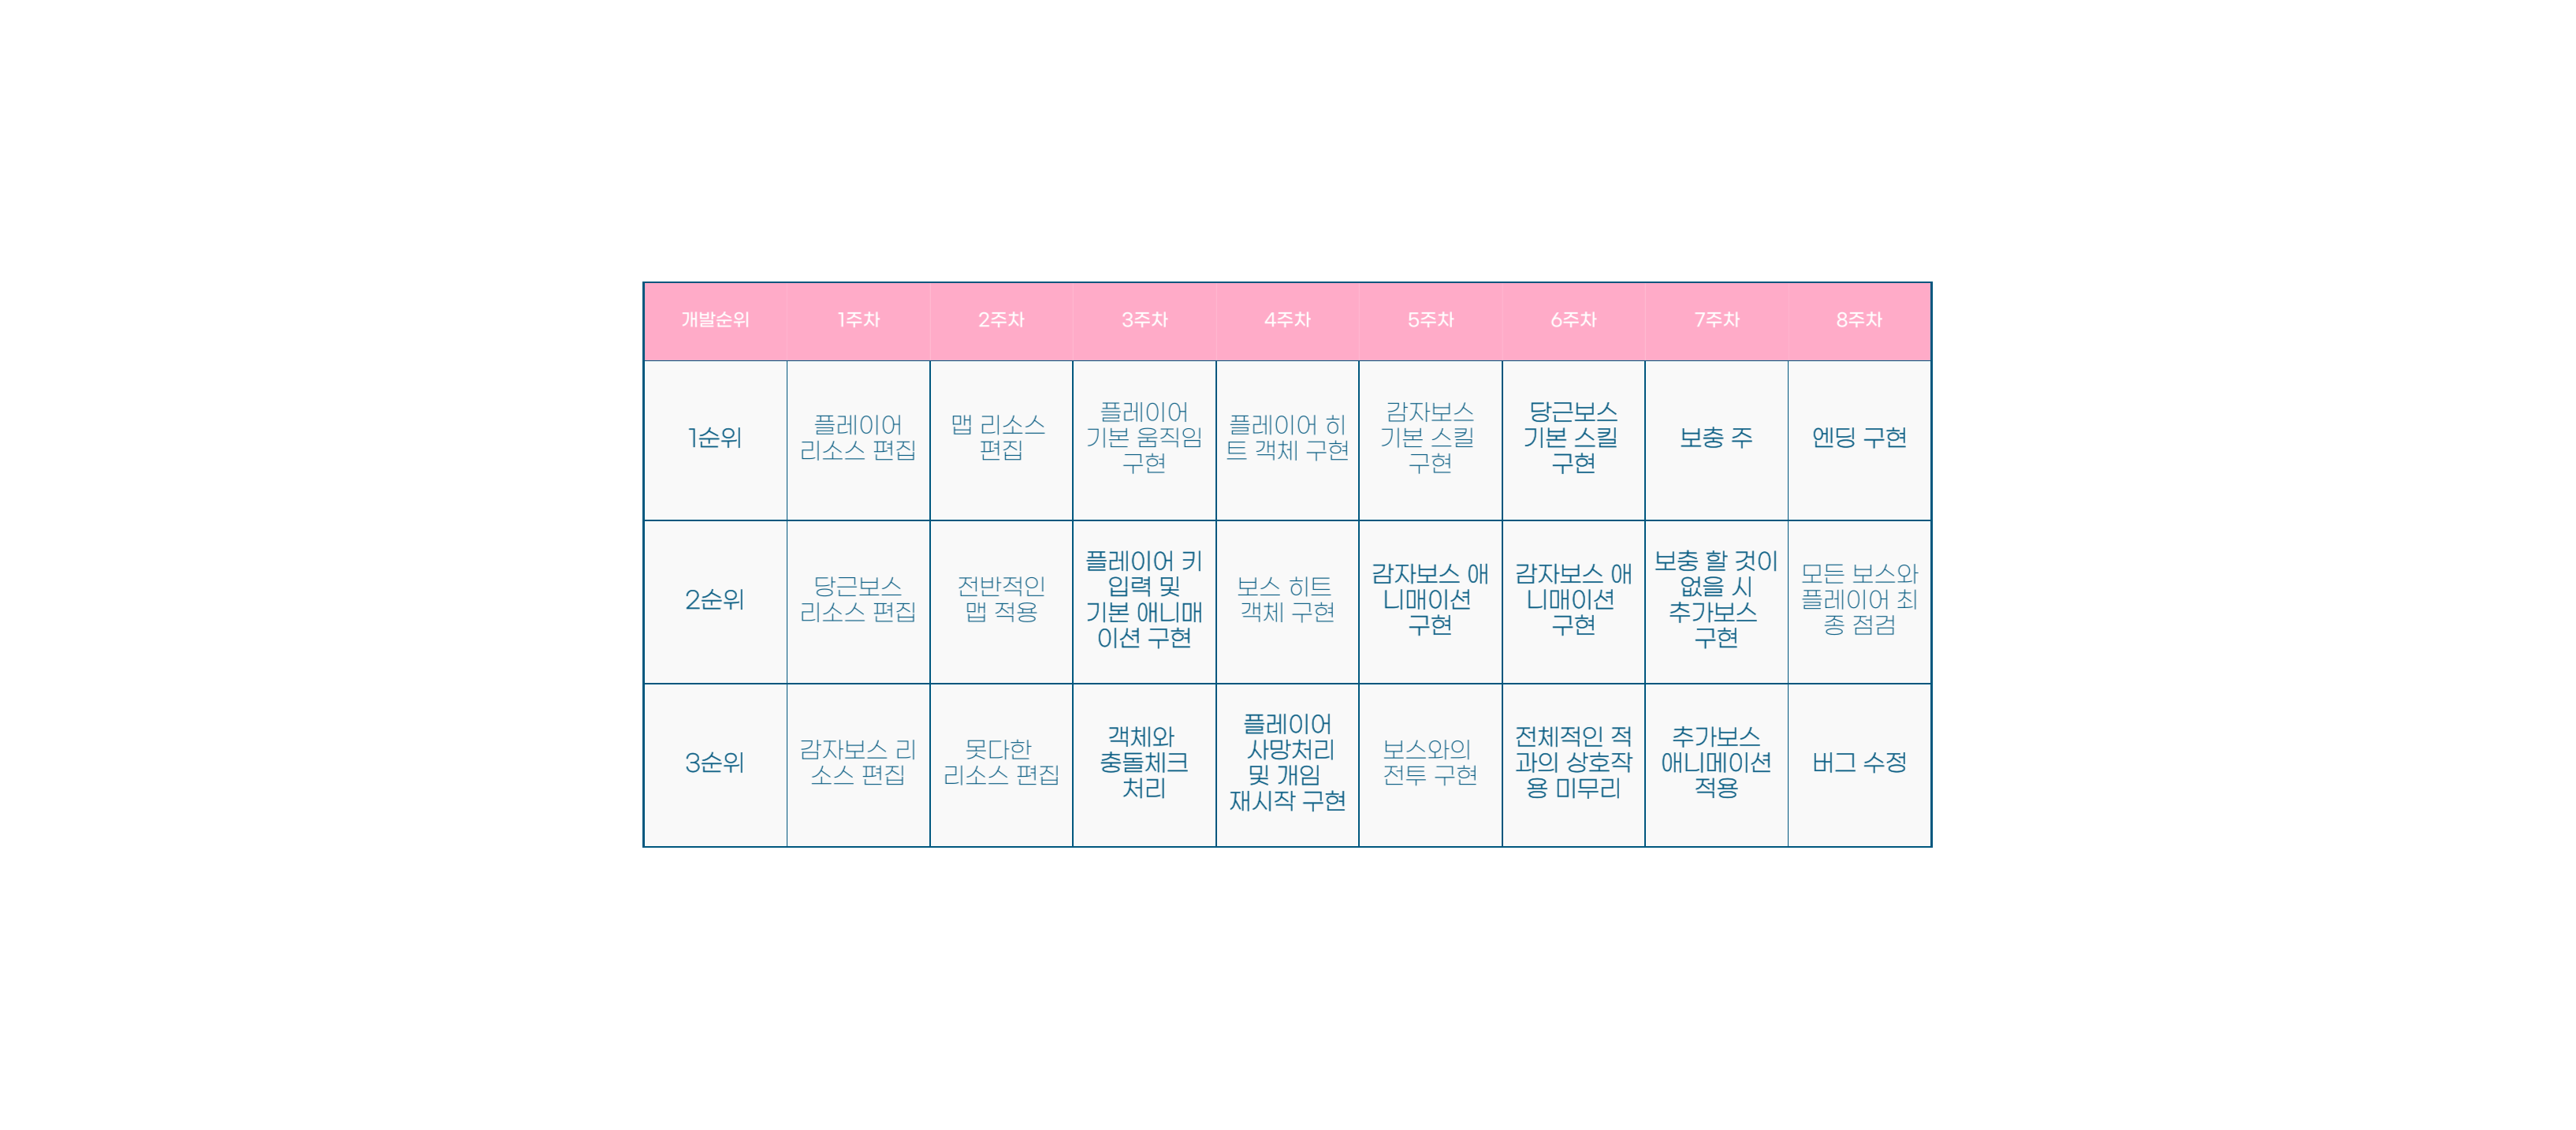 개발순위 1주차 2주차 3주차 4주차 5주차 6주차 7주차 8주차
1순위
플레이어
리소스 편집
맵 리소스
편집
플레이어
기본 움직임
구현
플레이어 히
트 객체 구현
감자보스
기본 스킬
구현
당근보스
기본 스킬
구현
보충 주
엔딩 구현
2순위
당근보스
리소스 편집
전반적인
맵 적용
플레이어 키
입력 및
기본 애니매
이션 구현
보스 히트
객체 구현
감자보스 애
니매이션
구현
감자보스 애
니매이션
구현
보충 할 것이
없을 시
추가보스
구현
모든 보스와
플레이어 최
종 점검
3순위
감자보스 리
소스 편집
못다한
리소스 편집
객체와
충돌체크
처리
플레이어
사망처리
및 개임
재시작 구현
보스와의
전투 구현
전체적인 적
과의 상호작
용 미무리
추가보스
애니메이션
적용
버그 수정